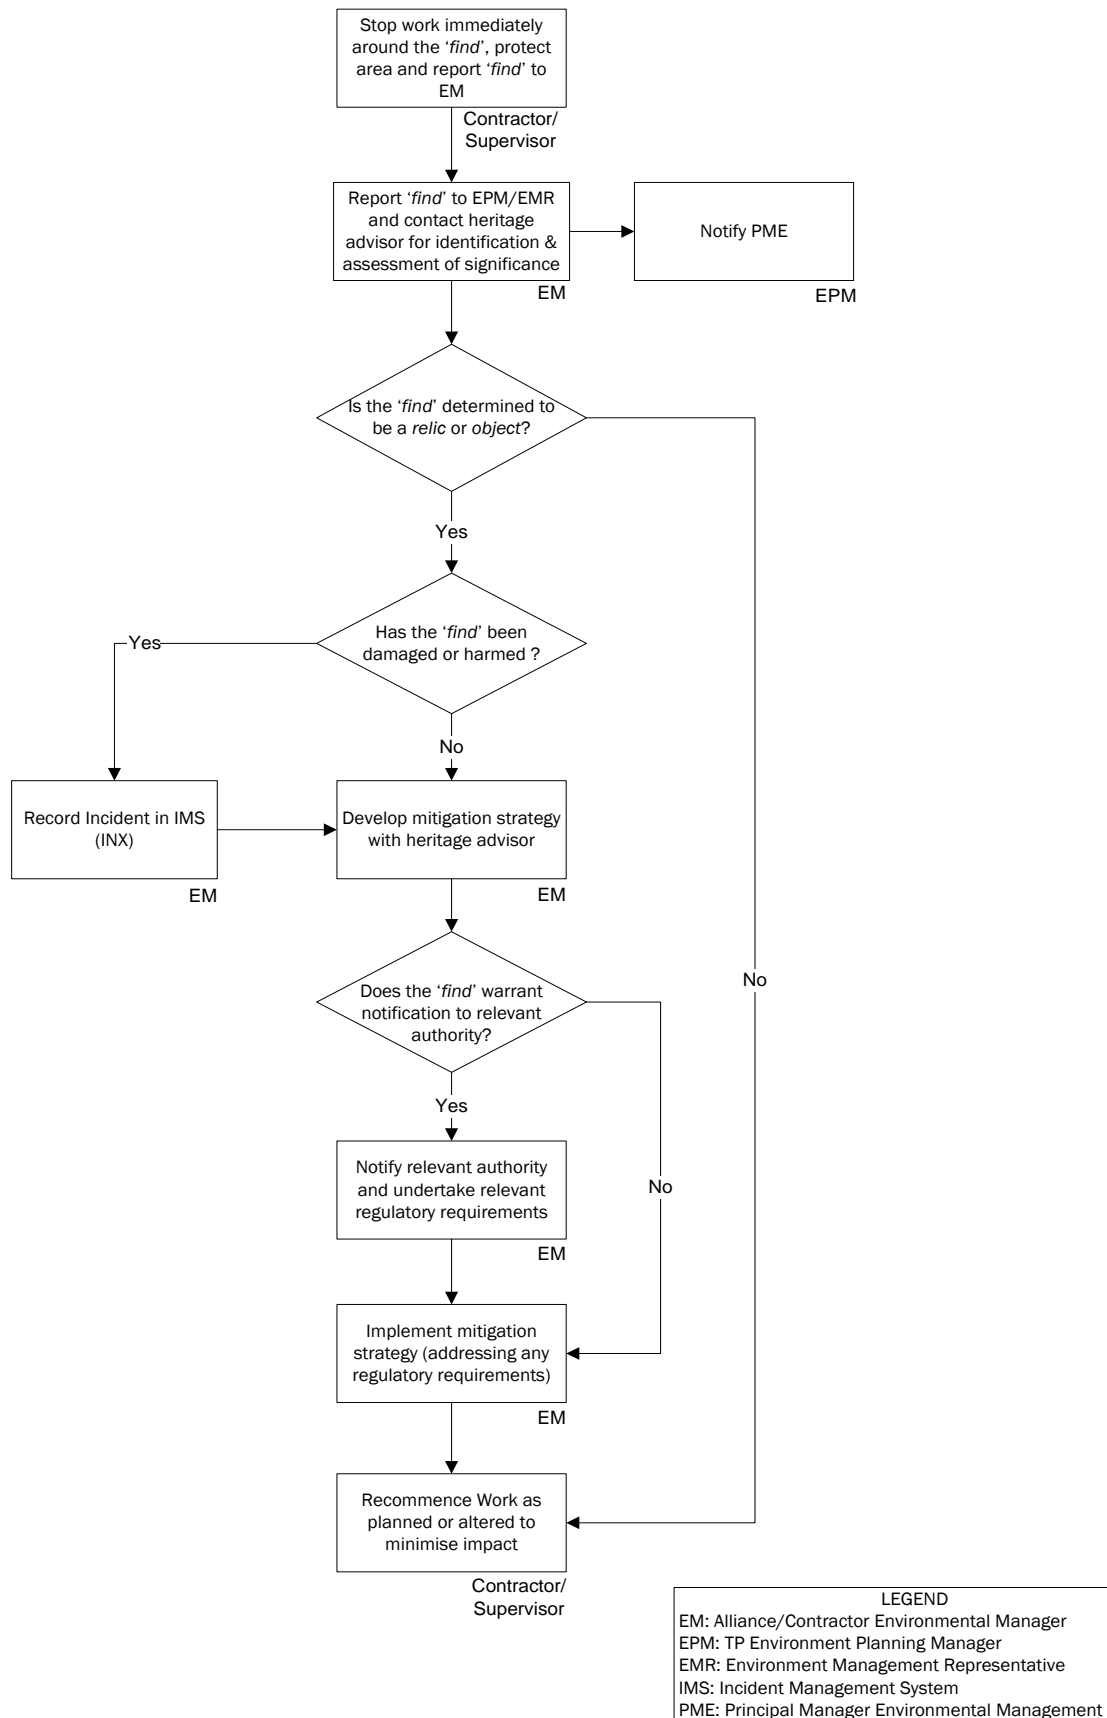 Stop work immediately
around the ‘find’, protect
area and report ‘find’ to
EM
Contractor/
Supervisor
Report ‘find’ to EPM/EMR
and contact heritage
advisor for identification &
assessment of significance
EM
Notify PME
EPM
Is the ‘find’ determined to
be a relic or object?
Yes
Has the ‘find’ been
damaged or harmed ?
Yes
No
Record Incident in IMS
(INX)
EM
Develop mitigation strategy
with heritage advisor
EM
No
Does the ‘find’ warrant
notification to relevant
authority?
Yes
Notify relevant authority
and undertake relevant
regulatory requirements
EM
No
Implement mitigation
strategy (addressing any
regulatory requirements)
EM
Recommence Work as
planned or altered to
minimise impact
Contractor/
Supervisor
LEGEND
EM: Alliance/Contractor Environmental Manager
EPM: TP Environment Planning Manager
EMR: Environment Management Representative
IMS: Incident Management System
PME: Principal Manager Environmental Management